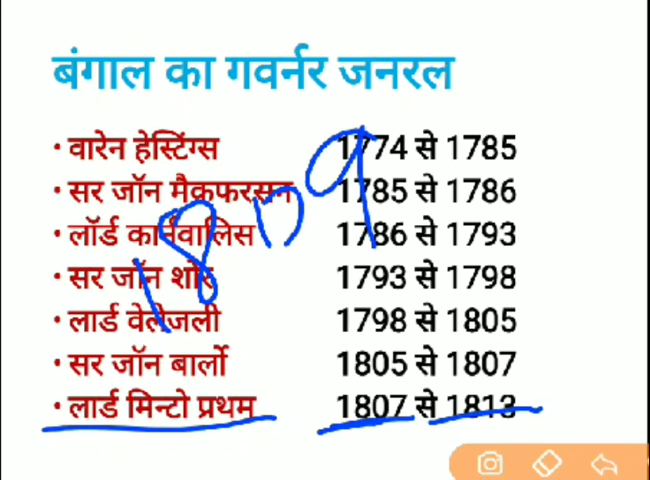 बंगाल का गवर्नर जनरल
• वारेन हेस्टिंग्स 1774 से 1785
• सर जॉन मैकफरसन 1785 से 1786
• लॉर्ड कार्नवालिस 1786 से 1793
• सर जॉन शोर 1793 से 1798
• लार्ड वेलेजली 1798 से 1805
• सर जॉन बार्लो 1805 से 1807
• लार्ड मिन्टो प्रथम 1807 से 1813
1809